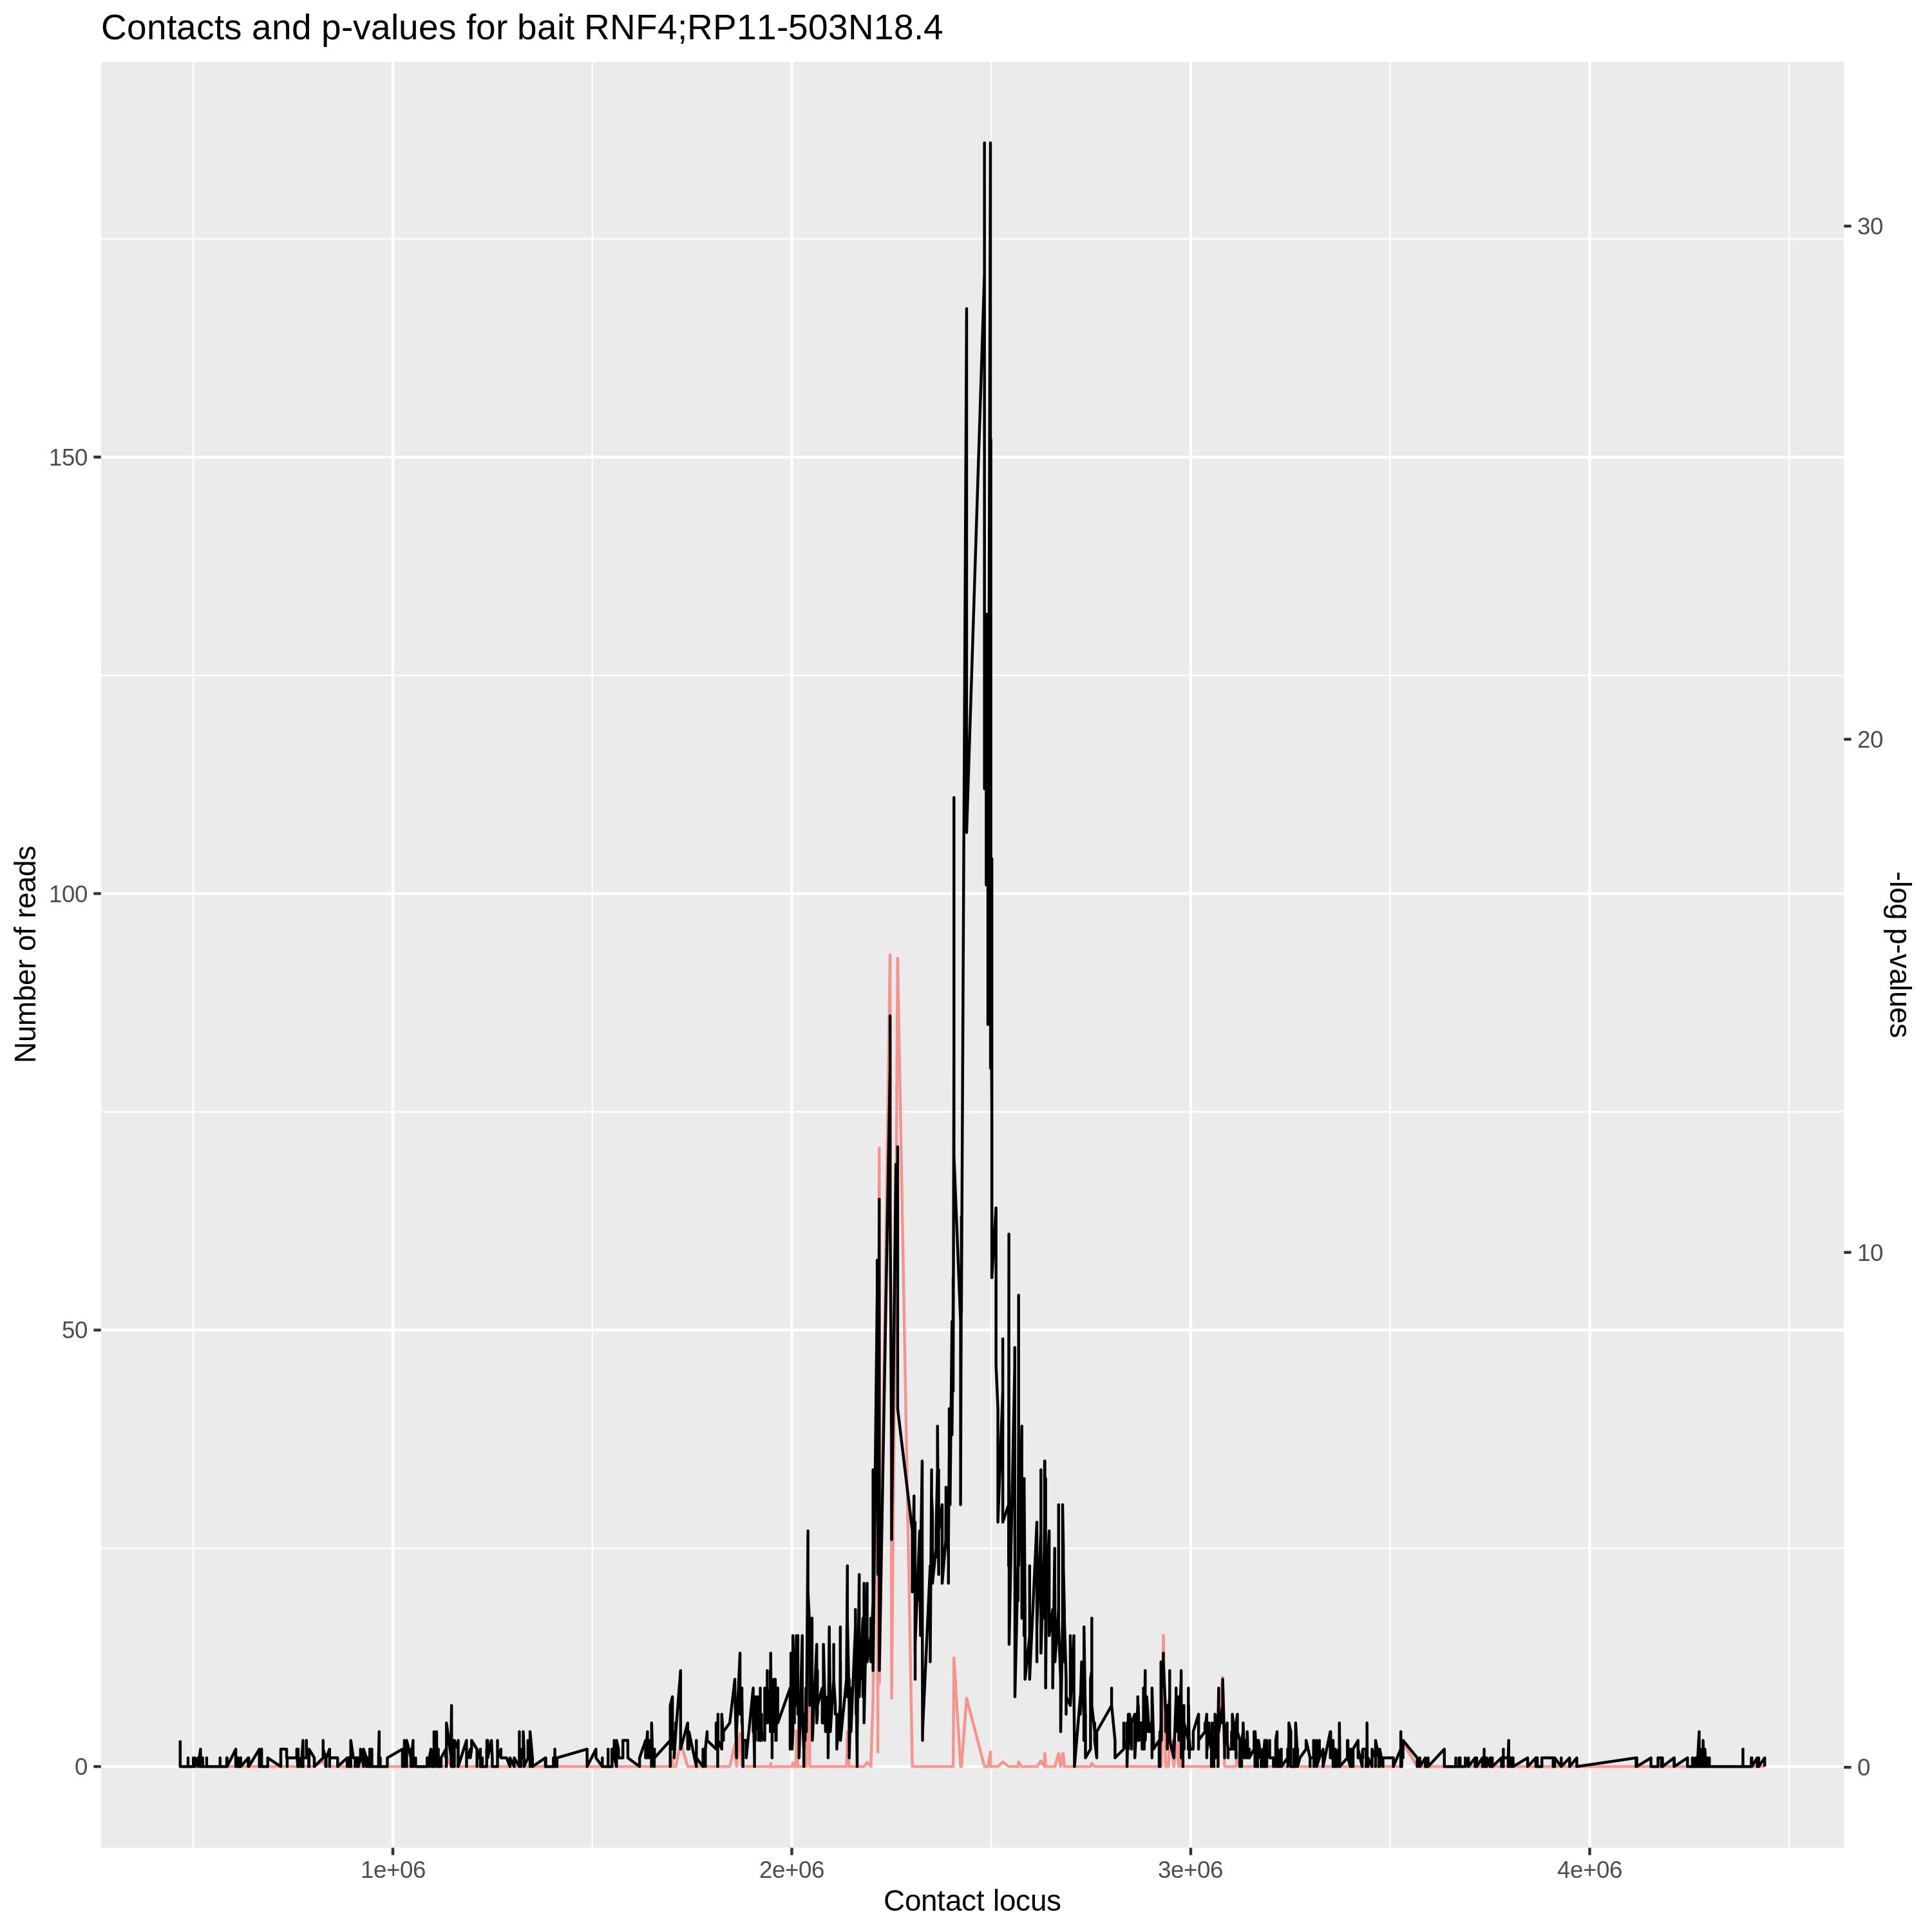 Contacts and p-values for bait RNF4;RP11-503N18.4
Number of reads
150
100
50
0
30
20
10
0
-log p-values
1e+06 2e+06 3e+06 4e+06
Contact locus